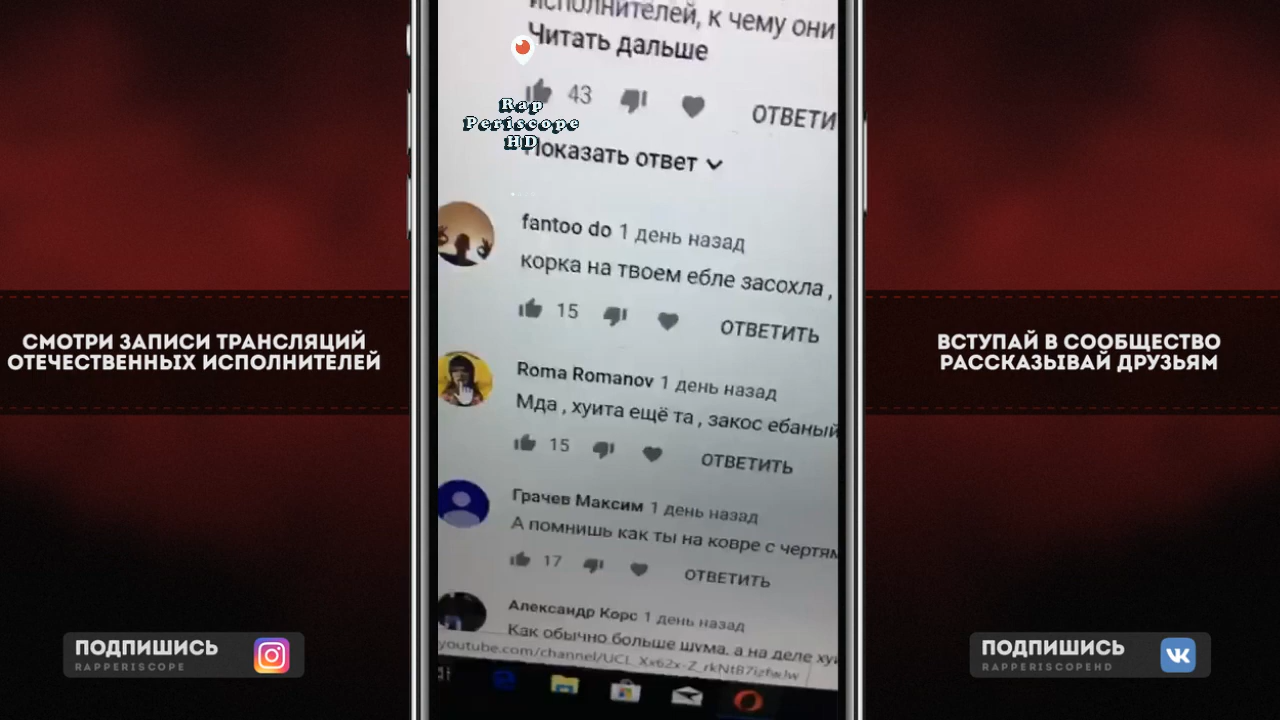 исполнителей, к чему они
Читать дальше
43
ОТВЕТИ
Показать ответ
Rap
Periscope
HD
fantoo do 1 день назад
корка на твоем ебле засохла ,
15
ОТВЕТИТЬ
Roma Romanov 1 день назад
Мда , хуита ещё та , закос ебаный
15
ОТВЕТИТЬ
Грачев Максим 1 день назад
А помнишь как ты на ковре с чертям
17
ОТВЕТИТЬ
Александр Корс 1 день назад
Как обычно больше шума, а на деле хуи
СМОТРИ ЗАПИСИ ТРАНСЛЯЦИЙ
ОТЕЧЕСТВЕННЫХ ИСПОЛНИТЕЛЕЙ
ПОДПИШИСЬ
RAPPERISCOPE
ВСТУПАЙ В СООБЩЕСТВО
РАССКАЗЫВАЙ ДРУЗЬЯМ
ПОДПИШИСЬ
RAPPERISCOPEHD